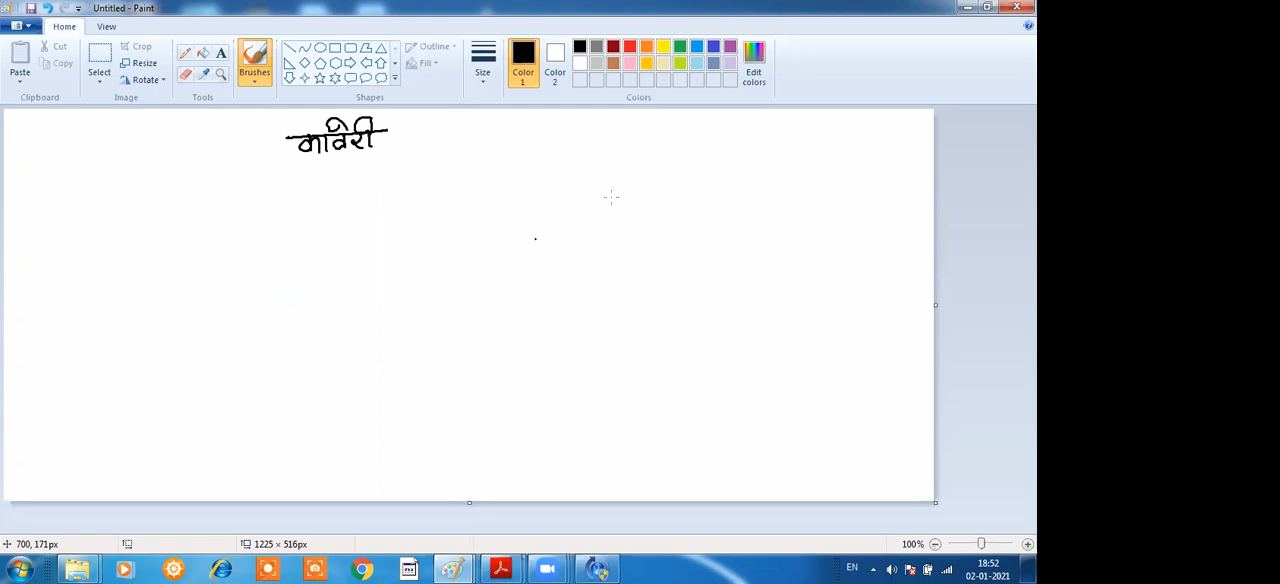 Untitled - Paint
Home
View
Paste
Cut
Copy
Clipboard
Select
Crop
Resize
Rotate
Image
A
Tools
Brushes
Outline
Fill
Shapes
Size
Color 1
Color 2
Edit colors
Colors
कावेरी
700, 171px
1225 × 516px
100%
EN
18:52
02-01-2021